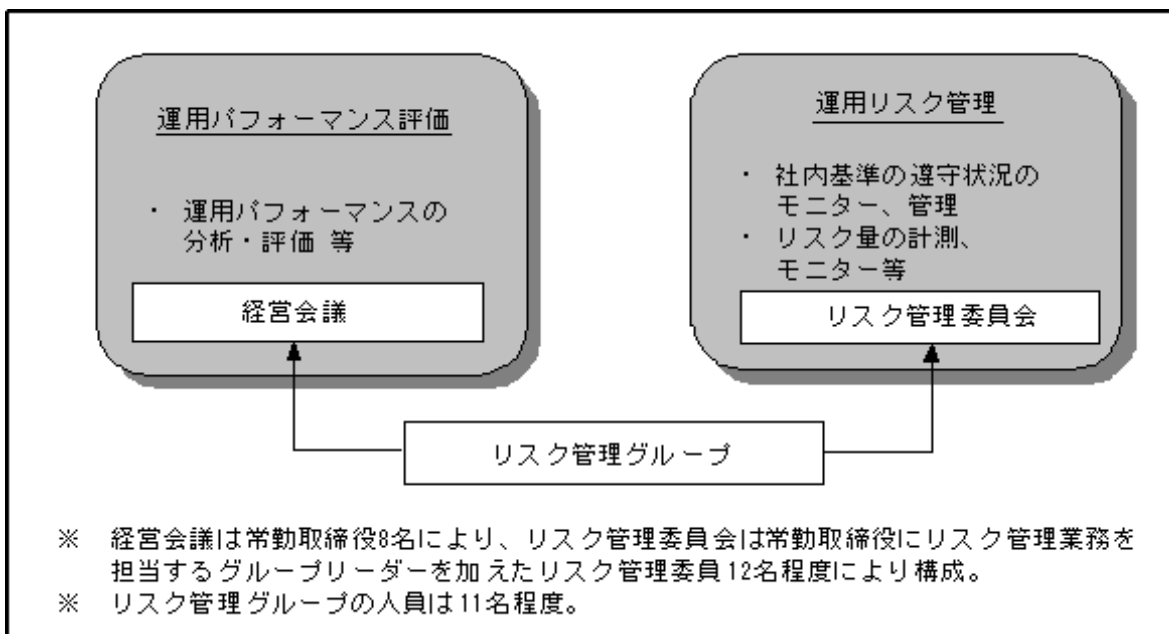 運用パフォーマンス評価
・ 運用パフォーマンスの
分析・評価 等
経営会議
運用リスク管理
・ 社内基準の遵守状況の
モニター、管理
・ リスク量の計測、
モニター等
リスク管理委員会
リスク管理グループ
※ 経営会議は常勤取締役8名により、リスク管理委員会は常勤取締役にリスク管理業務を
担当するグループリーダーを加えたリスク管理委員12名程度により構成。
※ リスク管理グループの人員は11名程度。